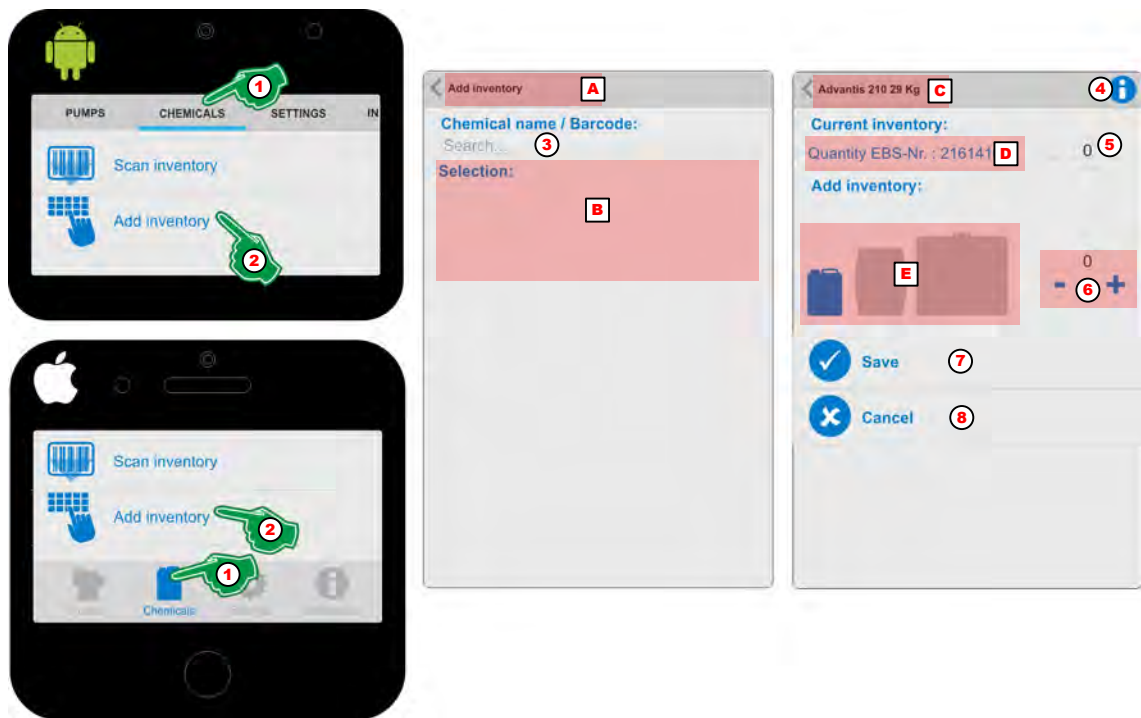 1
PUMPS CHEMICALS SETTINGS IN
Scan inventory
Add inventory
2
Scan inventory
Add inventory
2
1
Chemicals
Add inventory A
Chemical name / Barcode:
Search... 3
Selection:
B
Advantis 210 29 Kg C 4
Current inventory:
Quantity EBS-Nr. : 216141 D 0 5
Add inventory:
E
0
- 6 +
Save 7
Cancel 8